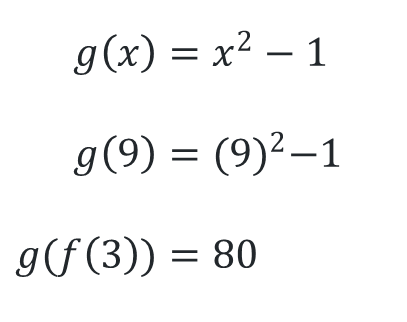 g(x) = x² − 1
g(9) = (9)²−1
g(f(3)) = 80